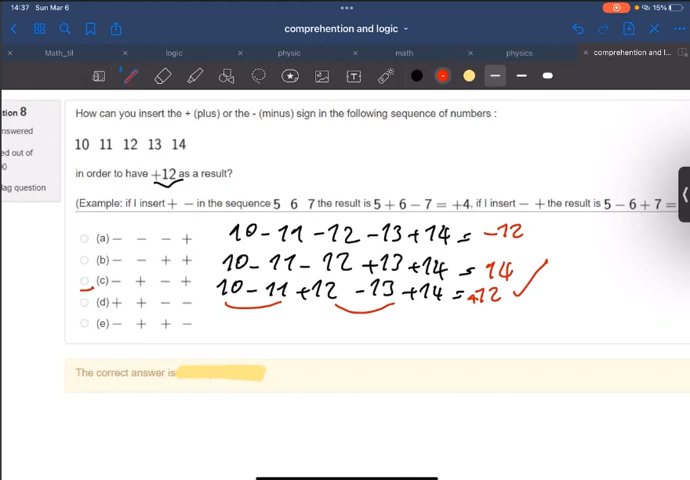 14:37 Sun Mar 6
15%
comprehention and logic
Math_till
logic
physic
math
physics
comprehention and l...
tion 8
nswered
ed out of
00
lag question
How can you insert the + (plus) or the - (minus) sign in the following sequence of numbers :
10 11 12 13 14
in order to have +12 as a result?
(Example: if I insert + − in the sequence 5 6 7 the result is 5 + 6 − 7 = +4, if I insert − + the result is 5 − 6 + 7 =
(a) − − − +
10 - 11 - 12 - 13 + 14 = -12
(b) − − + +
10 - 11 - 12 + 13 + 14 = 14
(c) − + − +
10 - 11 + 12 - 13 + 14 = +12
(d) + + − −
(e) − + + −
The correct answer is